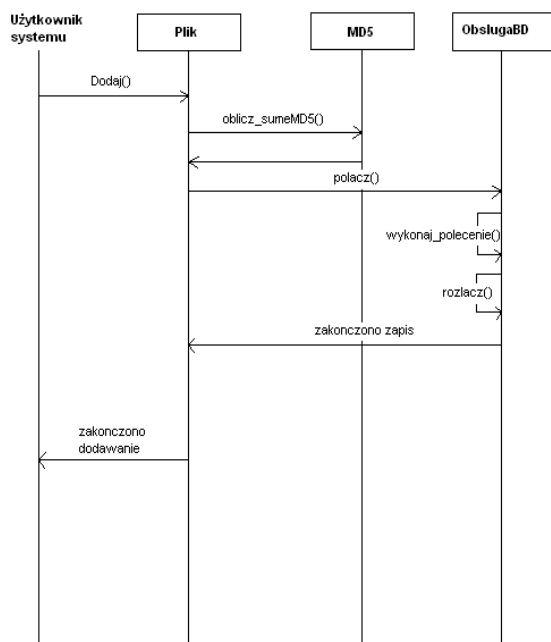 Użytkownik
systemu
Plik
MD5
ObslugaBD
Dodaj()
oblicz_sumeMD5()
polacz()
wykonaj_polecenie()
rozlacz()
zakonczono zapis
zakonczono
dodawanie